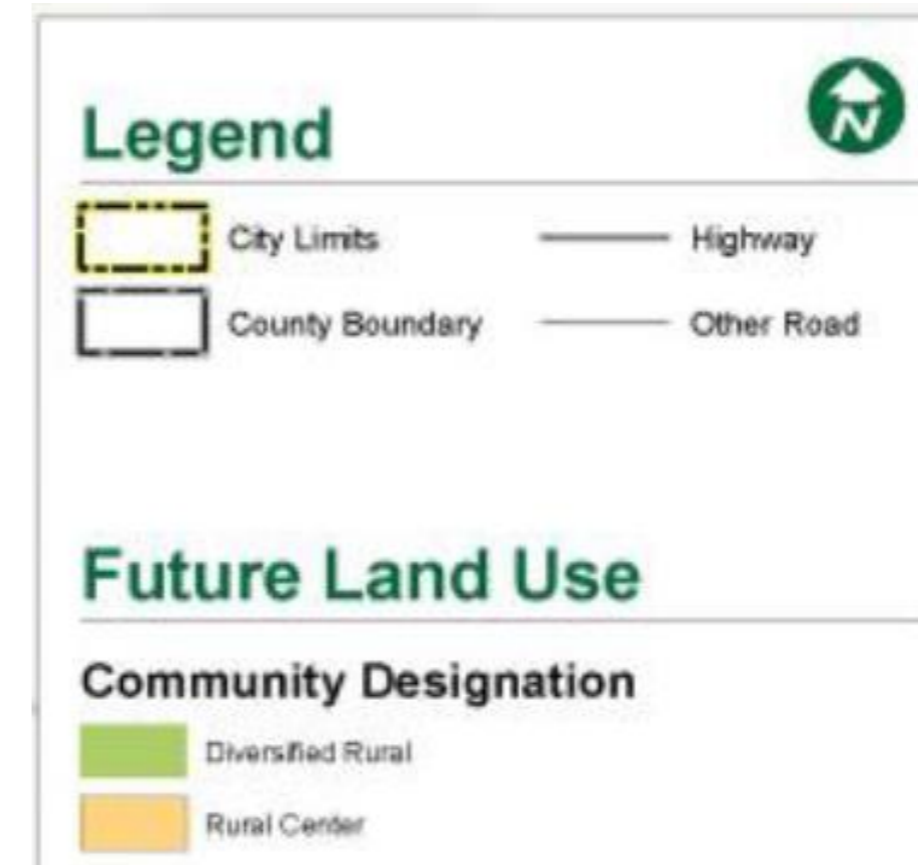 N
Legend
City Limits
Highway
County Boundary
Other Road
Future Land Use
Community Designation
Diversified Rural
Rural Center